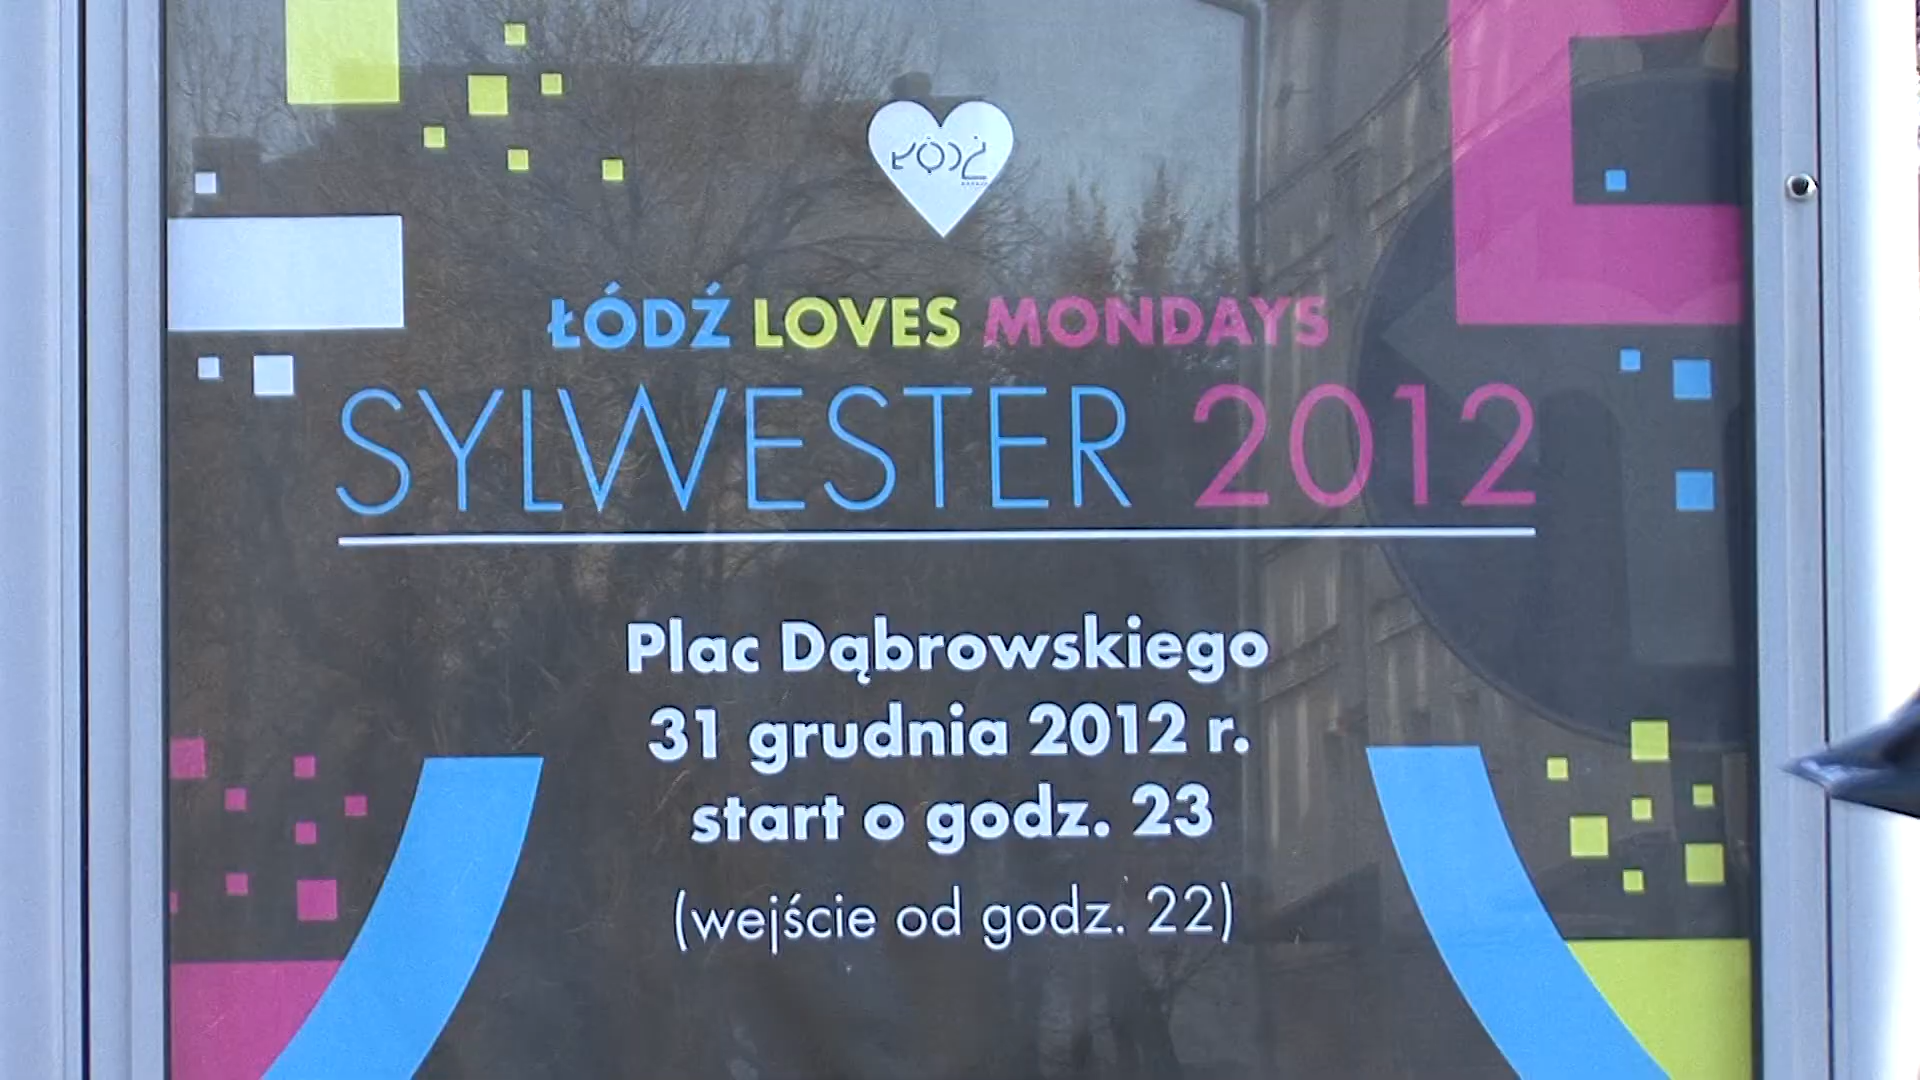 ŁÓDŹ
ŁÓDŹ LOVES MONDAYS
SYLWESTER 2012
Plac Dąbrowskiego
31 grudnia 2012 r.
start o godz. 23
(wejście od godz. 22)